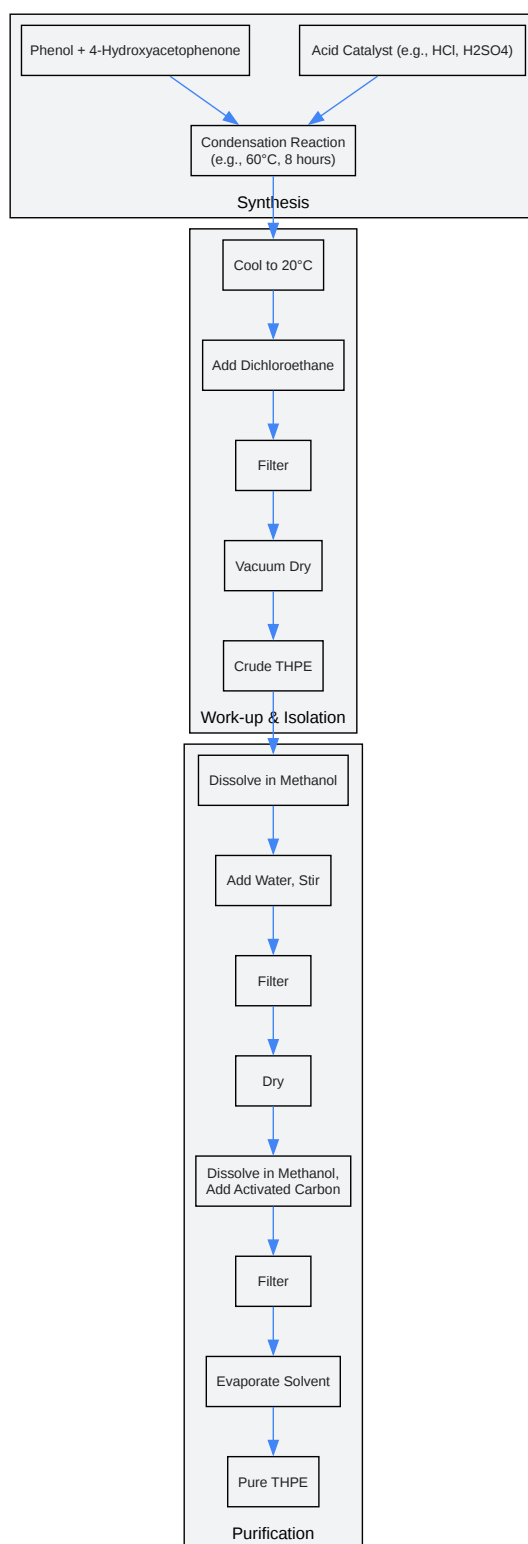 Phenol + 4-Hydroxyacetophenone
Acid Catalyst (e.g., HCl, H2SO4)
Condensation Reaction
(e.g., 60°C, 8 hours)
Synthesis
Cool to 20°C
Add Dichloroethane
Filter
Vacuum Dry
Crude THPE
Work-up & Isolation
Dissolve in Methanol
Add Water, Stir
Filter
Dry
Dissolve in Methanol,
Add Activated Carbon
Filter
Evaporate Solvent
Pure THPE
Purification